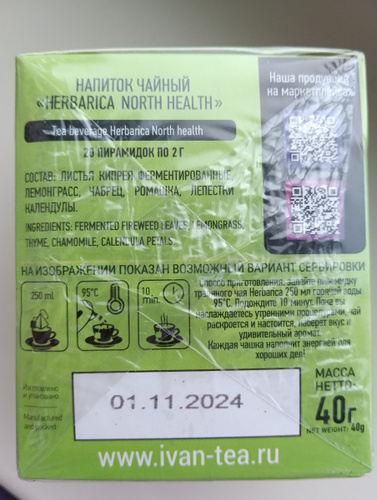 НАПИТОК ЧАЙНЫЙ
«HERBARICA NORTH HEALTH»
Tea beverage Herbarica North health
20 ПИРАМИДОК ПО 2 Г
СОСТАВ: ЛИСТЬЯ КИПРЕЯ ФЕРМЕНТИРОВАННЫЕ,
ЛЕМОНГРАСС, ЧАБРЕЦ, РОМАШКА, ЛЕПЕСТКИ
КАЛЕНДУЛЫ.
INGREDIENTS: FERMENTED FIREWEED LEAVES, LEMONGRASS,
THYME, CHAMOMILE, CALENDULA PETALS.
Наша продукция
на маркетплейсах
НА ИЗОБРАЖЕНИИ ПОКАЗАН ВОЗМОЖНЫЙ ВАРИАНТ СЕРВИРОВКИ
250 ml
95°C
10 min.
Способ приготовления. Залейте пирамидку
травяного чая Herbarica 250 мл горячей воды
95°C. Подождите 10 минут. Пока вы
наслаждаетесь утренними процедурами, чай
раскроется и настоится, наберет вкус и
удивительный аромат.
Каждая чашка наполнит энергией для
хороших дел!
Изготовлено
и упаковано
Manufactured
and packed
01.11.2024
МАССА
НЕТТО:
40г
NET WEIGHT: 40g
www.ivan-tea.ru